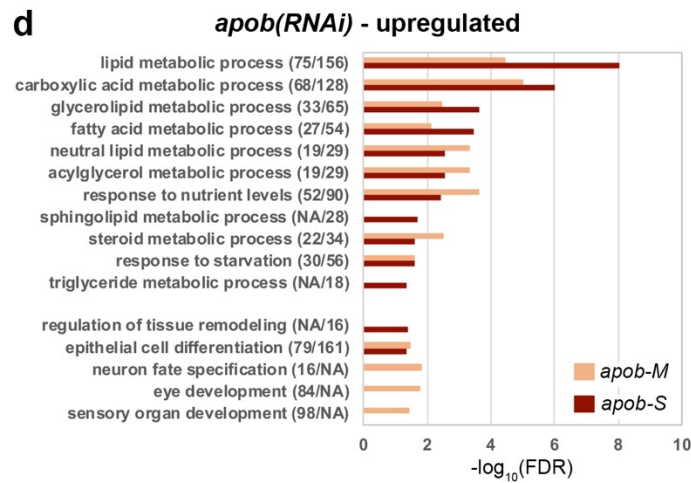 d
apob(RNAi) - upregulated
lipid metabolic process (75/156)
carboxylic acid metabolic process (68/128)
glycerolipid metabolic process (33/65)
fatty acid metabolic process (27/54)
neutral lipid metabolic process (19/29)
acylglycerol metabolic process (19/29)
response to nutrient levels (52/90)
sphingolipid metabolic process (NA/28)
steroid metabolic process (22/34)
response to starvation (30/56)
triglyceride metabolic process (NA/18)
regulation of tissue remodeling (NA/16)
epithelial cell differentiation (79/161)
neuron fate specification (16/NA)
eye development (84/NA)
sensory organ development (98/NA)
apob-M
apob-S
0 2 4 6 8 10
-log₁₀(FDR)